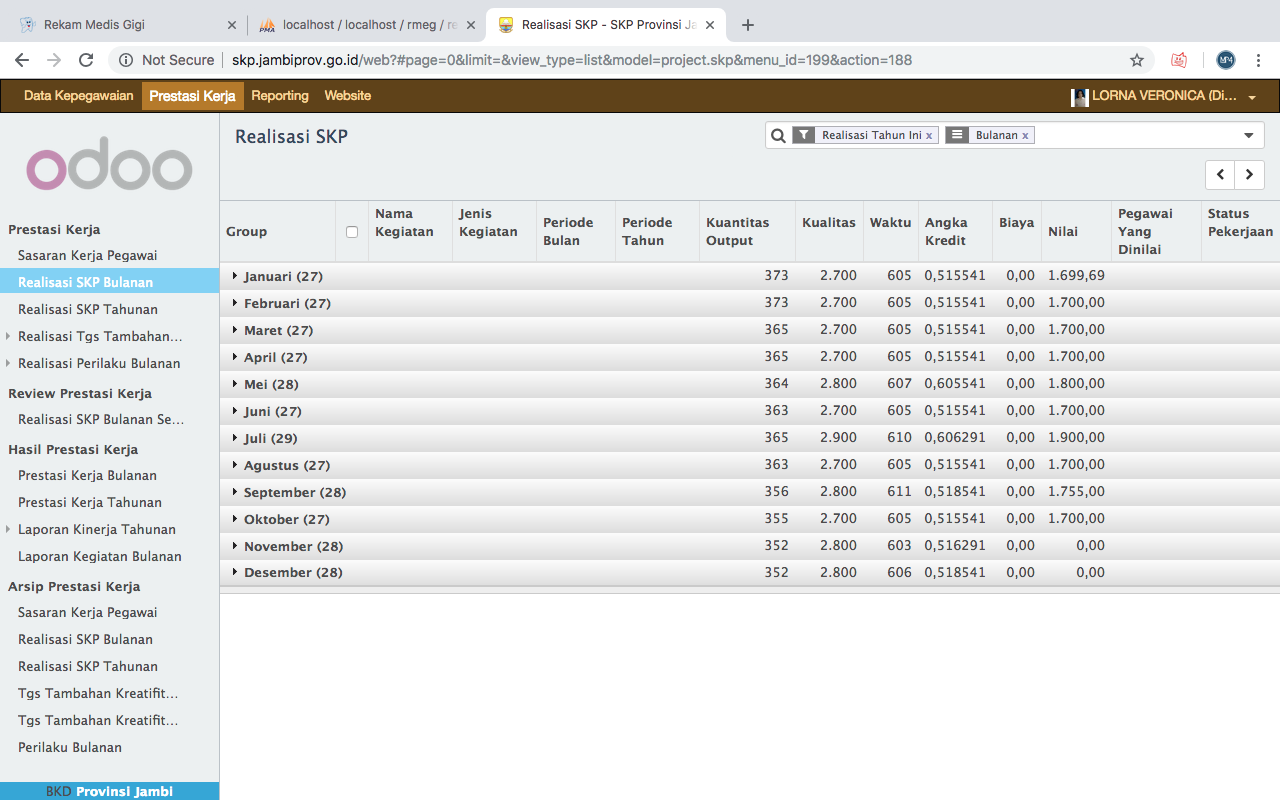 Rekam Medis Gigi
localhost / localhost / rmeg / re
Realisasi SKP - SKP Provinsi Ja
Not Secure
skp.jambiprov.go.id/web?#page=0&limit=&view_type=list&model=project.skp&menu_id=199&action=188
Data Kepegawaian Prestasi Kerja Reporting Website
LORNA VERONICA (Di...
odoo
Prestasi Kerja
Sasaran Kerja Pegawai
Realisasi SKP Bulanan
Realisasi SKP Tahunan
Realisasi Tgs Tambahan...
Realisasi Perilaku Bulanan
Review Prestasi Kerja
Realisasi SKP Bulanan Se...
Hasil Prestasi Kerja
Prestasi Kerja Bulanan
Prestasi Kerja Tahunan
Laporan Kinerja Tahunan
Laporan Kegiatan Bulanan
Arsip Prestasi Kerja
Sasaran Kerja Pegawai
Realisasi SKP Bulanan
Realisasi SKP Tahunan
Tgs Tambahan Kreatifit...
Tgs Tambahan Kreatifit...
Perilaku Bulanan
BKD Provinsi Jambi
Realisasi SKP
Realisasi Tahun Ini x Bulanan x
Group
Nama
Kegiatan
Jenis
Kegiatan
Periode
Bulan
Periode
Tahun
Kuantitas
Output
Kualitas
Waktu
Angka
Kredit
Biaya
Nilai
Pegawai
Yang
Dinilai
Status
Pekerjaan
Januari (27) 373 2.700 605 0,515541 0,00 1.699,69
Februari (27) 373 2.700 605 0,515541 0,00 1.700,00
Maret (27) 365 2.700 605 0,515541 0,00 1.700,00
April (27) 365 2.700 605 0,515541 0,00 1.700,00
Mei (28) 364 2.800 607 0,605541 0,00 1.800,00
Juni (27) 363 2.700 605 0,515541 0,00 1.700,00
Juli (29) 365 2.900 610 0,606291 0,00 1.900,00
Agustus (27) 363 2.700 605 0,515541 0,00 1.700,00
September (28) 356 2.800 611 0,518541 0,00 1.755,00
Oktober (27) 355 2.700 605 0,515541 0,00 1.700,00
November (28) 352 2.800 603 0,516291 0,00 0,00
Desember (28) 352 2.800 606 0,518541 0,00 0,00